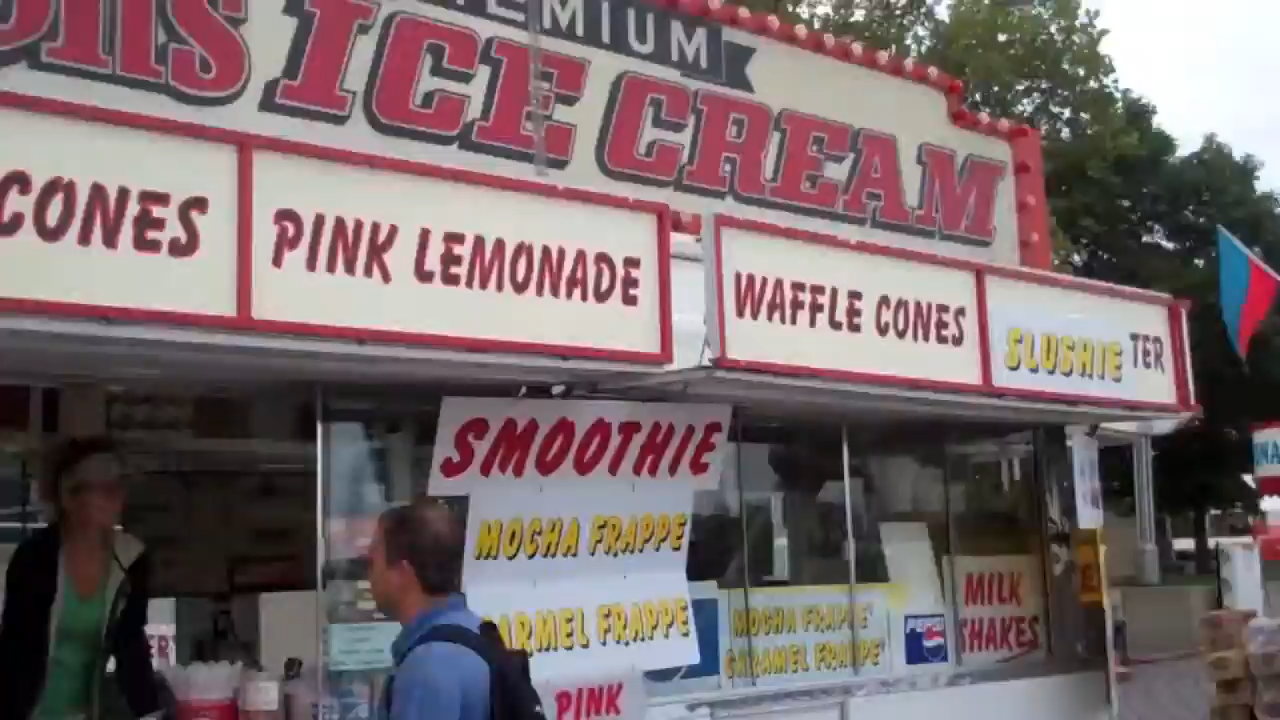 PREMIUM
ICE CREAM
CONES
PINK LEMONADE
WAFFLE CONES
SLUSHIE TER
SMOOTHIE
MOCHA FRAPPE
ARMEL FRAPPE
PINK
MOCHA FRAPPE'
CARAMEL FRAPPE'
PEPSI
MILK
SHAKES